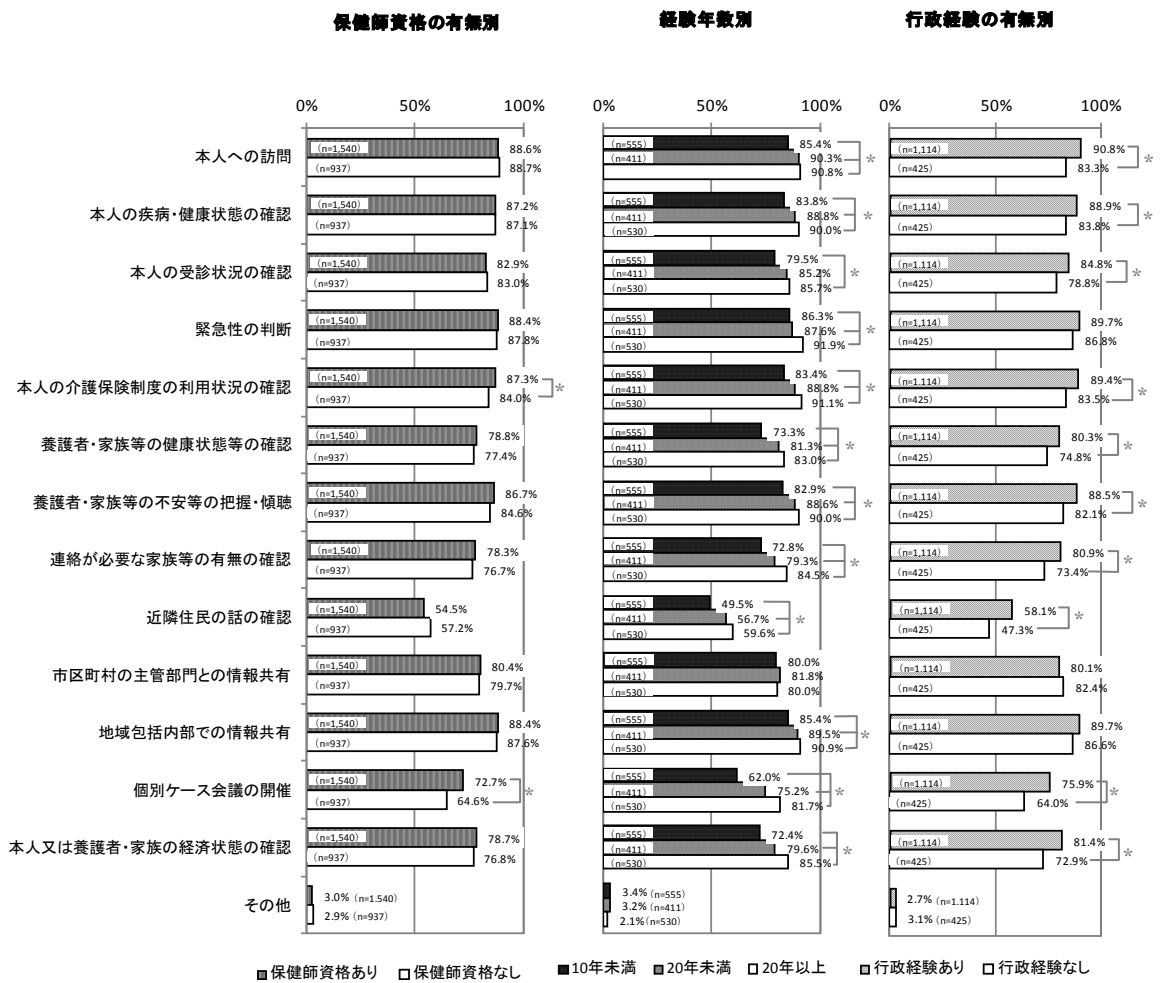 保健師資格の有無別 経験年数別 行政経験の有無別
0% 50% 100% 0% 50% 100% 0% 50% 100%
本人への訪問 (n=1,540) 88.6% (n=555) 85.4% (n=1,114) 90.8%
(n=411) 90.3% * *
(n=937) 88.7% 90.8% (n=425) 83.3%
本人の疾病・健康状態の確認 (n=1,540) 87.2% (n=555) 83.8% (n=1,114) 88.9%
(n=411) 88.8% * *
(n=937) 87.1% (n=530) 90.0% (n=425) 83.8%
本人の受診状況の確認 (n=1,540) 82.9% (n=555) 79.5% (n=1,114) 84.8%
(n=411) 85.2% * *
(n=937) 83.0% (n=530) 85.7% (n=425) 78.8%
緊急性の判断 (n=1,540) 88.4% (n=555) 86.3% (n=1,114) 89.7%
(n=411) 87.6% *
(n=937) 87.8% (n=530) 91.9% (n=425) 86.8%
本人の介護保険制度の利用状況の確認 (n=1,540) 87.3% * (n=555) 83.4% (n=1,114) 89.4%
(n=411) 88.8% * *
(n=937) 84.0% (n=530) 91.1% (n=425) 83.5%
養護者・家族等の健康状態等の確認 (n=1,540) 78.8% (n=555) 73.3% (n=1,114) 80.3%
(n=411) 81.3% * *
(n=937) 77.4% (n=530) 83.0% (n=425) 74.8%
養護者・家族等の不安等の把握・傾聴 (n=1,540) 86.7% (n=555) 82.9% (n=1,114) 88.5%
(n=411) 88.6% * *
(n=937) 84.6% (n=530) 90.0% (n=425) 82.1%
連絡が必要な家族等の有無の確認 (n=1,540) 78.3% (n=555) 72.8% (n=1,114) 80.9%
(n=411) 79.3% * *
(n=937) 76.7% (n=530) 84.5% (n=425) 73.4%
近隣住民の話の確認 (n=1,540) 54.5% (n=555) 49.5% (n=1,114) 58.1%
(n=411) 56.7% * *
(n=937) 57.2% (n=530) 59.6% (n=425) 47.3%
市区町村の主管部門との情報共有 (n=1,540) 80.4% (n=555) 80.0% (n=1,114) 80.1%
(n=411) 81.8%
(n=937) 79.7% (n=530) 80.0% (n=425) 82.4%
地域包括内部での情報共有 (n=1,540) 88.4% (n=555) 85.4% (n=1,114) 89.7%
(n=411) 89.5% *
(n=937) 87.6% (n=530) 90.9% (n=425) 86.6%
個別ケース会議の開催 (n=1,540) 72.7% * (n=555) 62.0% (n=1,114) 75.9%
(n=411) 75.2% * *
(n=937) 64.6% (n=530) 81.7% (n=425) 64.0%
本人又は養護者・家族の経済状態の確認 (n=1,540) 78.7% (n=555) 72.4% (n=1,114) 81.4%
(n=411) 79.6% * *
(n=937) 76.8% (n=530) 85.5% (n=425) 72.9%
その他 3.0% (n=1,540) 3.4% (n=555) 2.7% (n=1,114)
3.2% (n=411)
2.9% (n=937) 2.1% (n=530) 3.1% (n=425)
保健師資格あり 保健師資格なし 10年未満 20年未満 20年以上 行政経験あり 行政経験なし